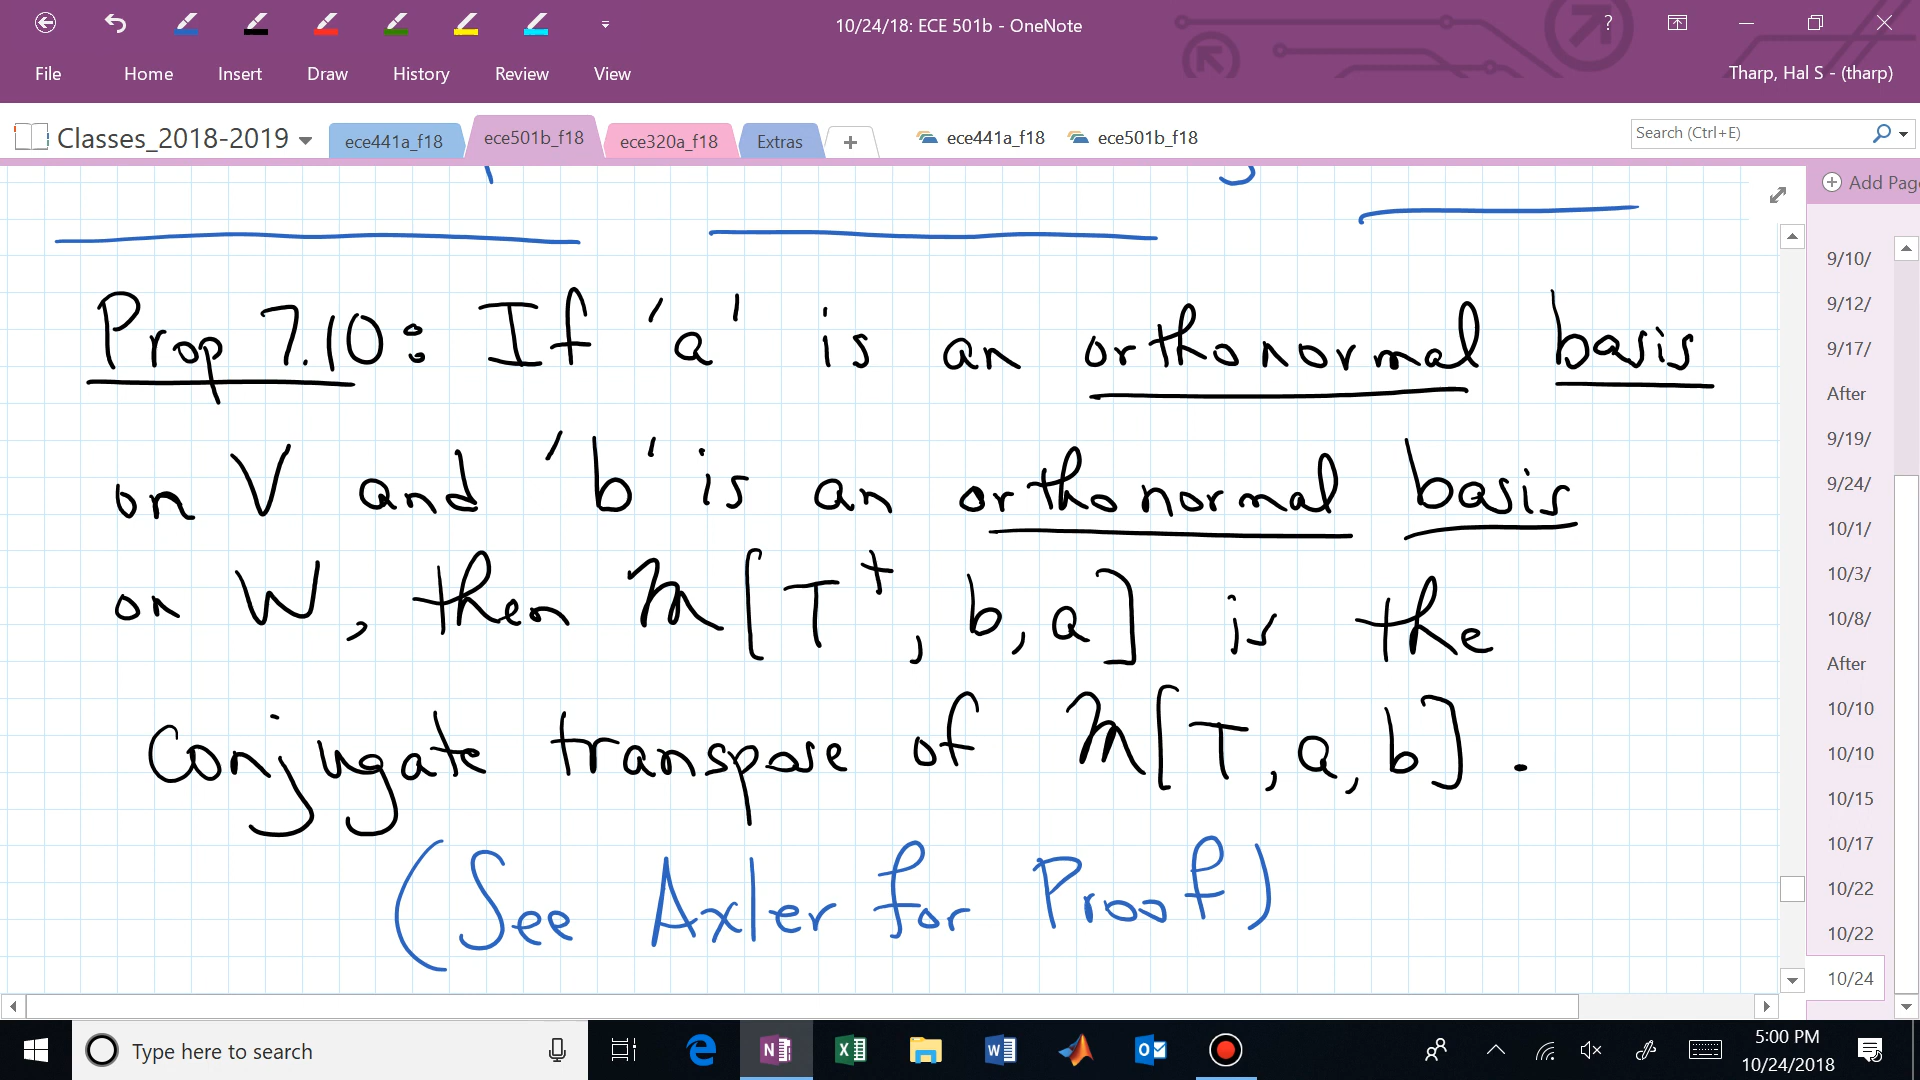 10/24/18: ECE 501b - OneNote
?
File Home Insert Draw History Review View
Tharp, Hal S - (tharp)
Classes_2018-2019 ece441a_f18 ece501b_f18 ece320a_f18 Extras + ece441a_f18 ece501b_f18
Search (Ctrl+E)
Add Page
9/10/
9/12/
9/17/
After
9/19/
9/24/
10/1/
10/3/
10/8/
After
10/10
10/10
10/15
10/17
10/22
10/22
10/24
Prop 7.10: If 'a' is an orthonormal basis
on V and 'b' is an orthonormal basis
on W, then M[T⁺, b, a] is the
Conjugate transpose of M[T, a, b].
(See Axler for Proof)
Type here to search
5:00 PM
10/24/2018